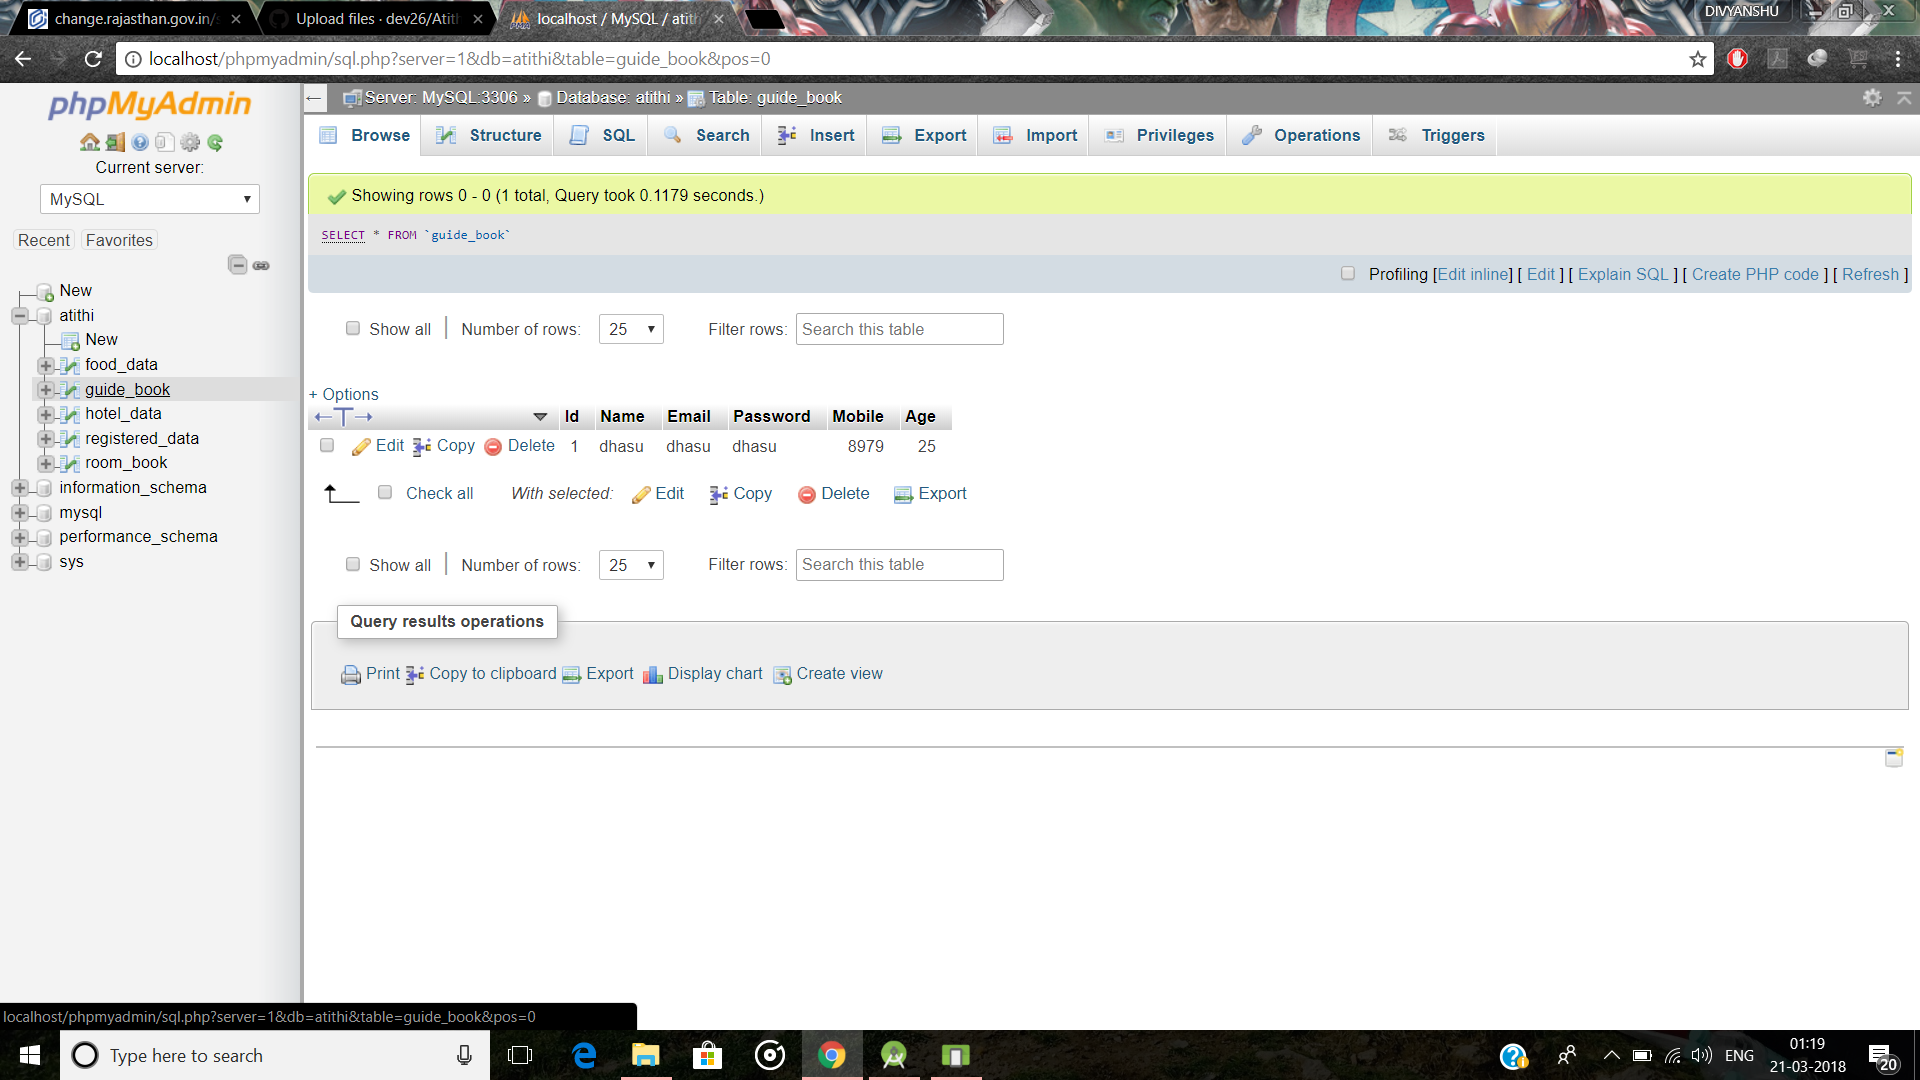 change.rajasthan.gov.in/s
Upload files · dev26/Atit
localhost / MySQL / atit
DIVYANSHU
localhost/phpmyadmin/sql.php?server=1&db=atithi&table=guide_book&pos=0
phpMyAdmin
Current server:
MySQL
Recent Favorites
New
atithi
New
food_data
guide_book
hotel_data
registered_data
room_book
information_schema
mysql
performance_schema
sys
Server: MySQL:3306 » Database: atithi » Table: guide_book
Browse Structure SQL Search Insert Export Import Privileges Operations Triggers
Showing rows 0 - 0 (1 total, Query took 0.1179 seconds.)
SELECT * FROM `guide_book`
Profiling [Edit inline] [ Edit ] [ Explain SQL ] [ Create PHP code ] [ Refresh ]
Show all Number of rows: 25 Filter rows: Search this table
+ Options
←T→ Id Name Email Password Mobile Age
Edit Copy Delete 1 dhasu dhasu dhasu 8979 25
Check all With selected: Edit Copy Delete Export
Show all Number of rows: 25 Filter rows: Search this table
Query results operations
Print Copy to clipboard Export Display chart Create view
localhost/phpmyadmin/sql.php?server=1&db=atithi&table=guide_book&pos=0
Type here to search
ENG
01:19
21-03-2018
20